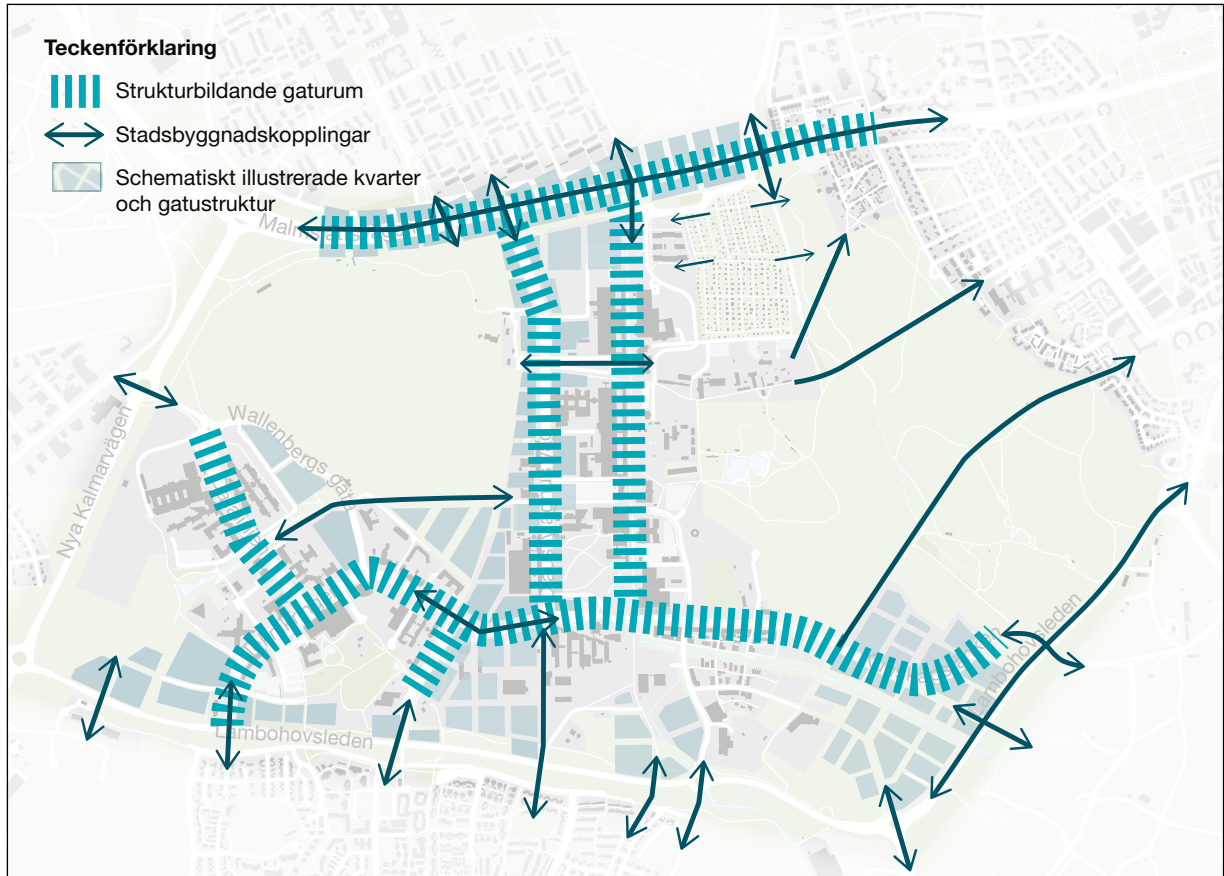 Teckenförklaring
Strukturbildande gaturum
Stadsbyggnadskopplingar
Schematiskt illustrerade kvarter
och gatustruktur
Wallenbergs gata
Nya Kalmarvägen
Lambohovsleden
Lambohovsleden